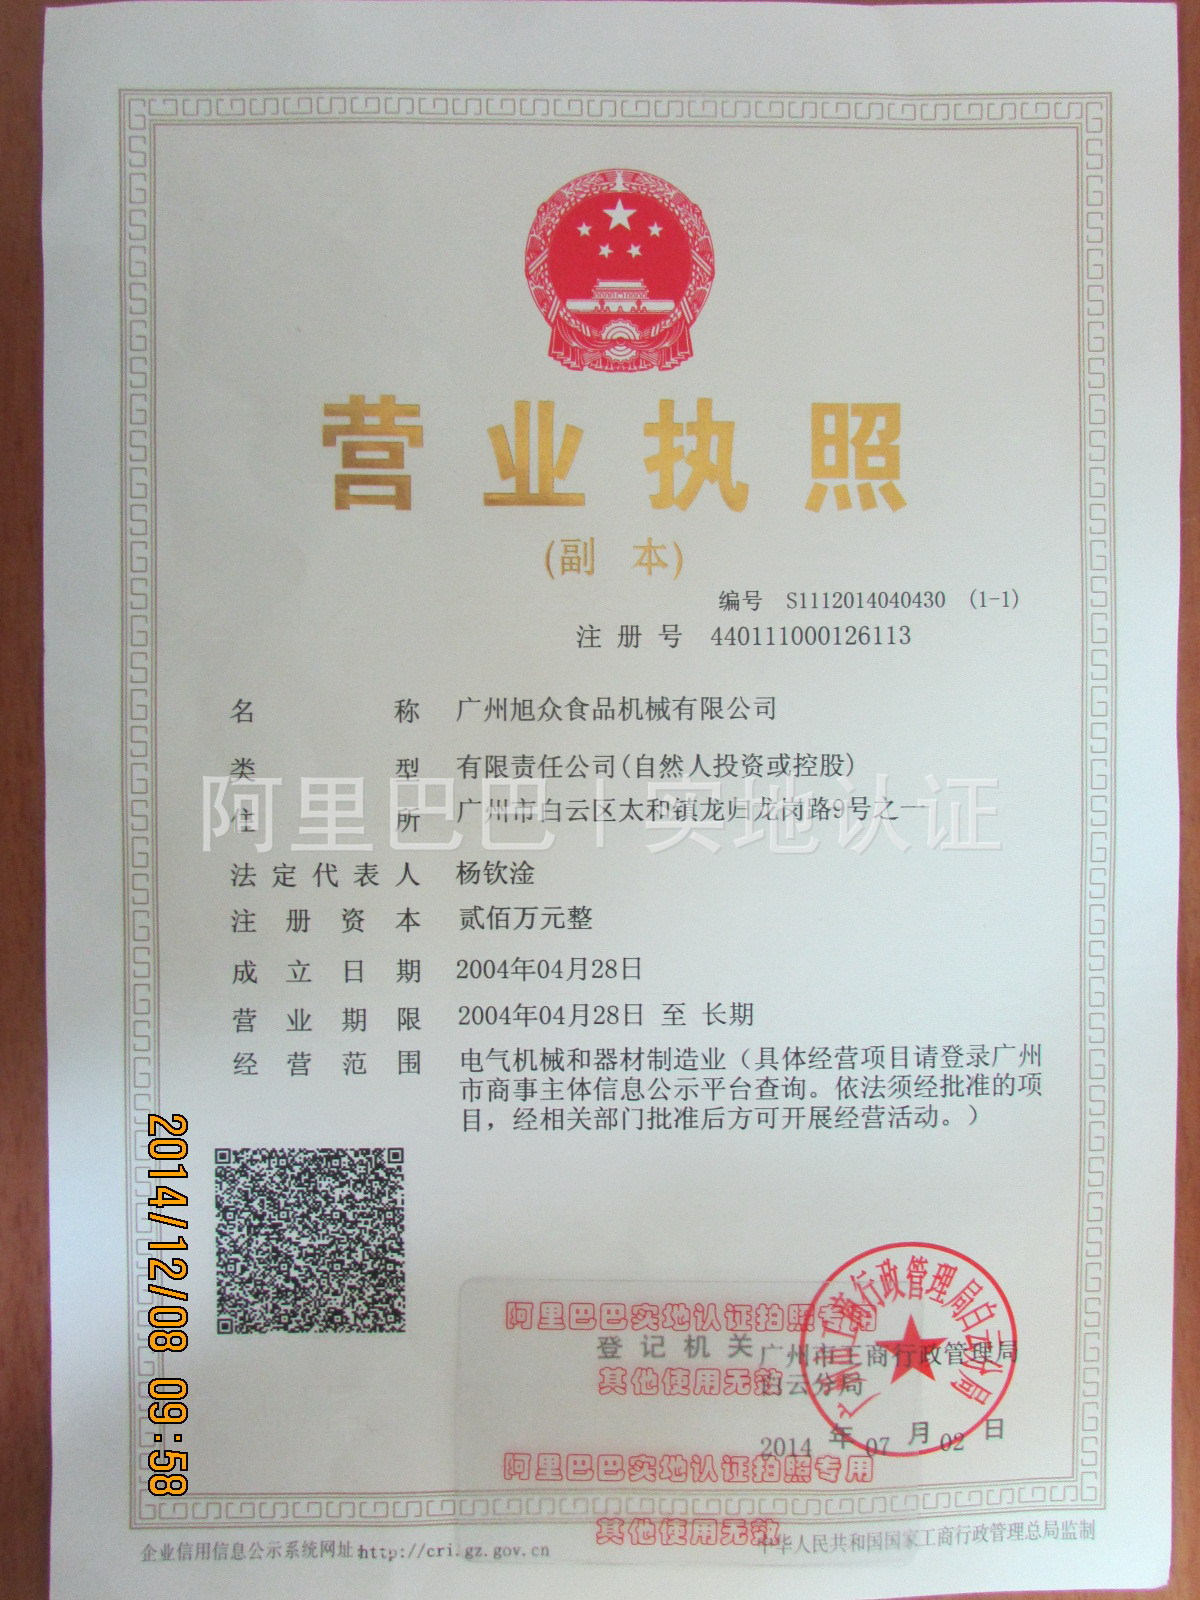 营业执照
(副 本)
编号 S1112014040430 (1-1)
注册号 440111000126113
名称 广州旭众食品机械有限公司
类型 有限责任公司(自然人投资或控股)
住所 广州市白云区太和镇龙归龙岗路9号之一
阿里巴巴|实地认证
法定代表人 杨钦淦
注册资本 贰佰万元整
成立日期 2004年04月28日
营业期限 2004年04月28日 至 长期
经营范围 电气机械和器材制造业（具体经营项目请登录广州
市商事主体信息公示平台查询。依法须经批准的项
目，经相关部门批准后方可开展经营活动。）
2014/12/08 09:58
阿里巴巴实地认证拍照专用
登记机关 广州市工商行政管理局
其他使用无效
白云分局
广州市工商行政管理局白云分局
2014 年 07 月 02 日
阿里巴巴实地认证拍照专用
其他使用无效
企业信用信息公示系统网址:http://cri.gz.gov.cn
中华人民共和国国家工商行政管理总局监制